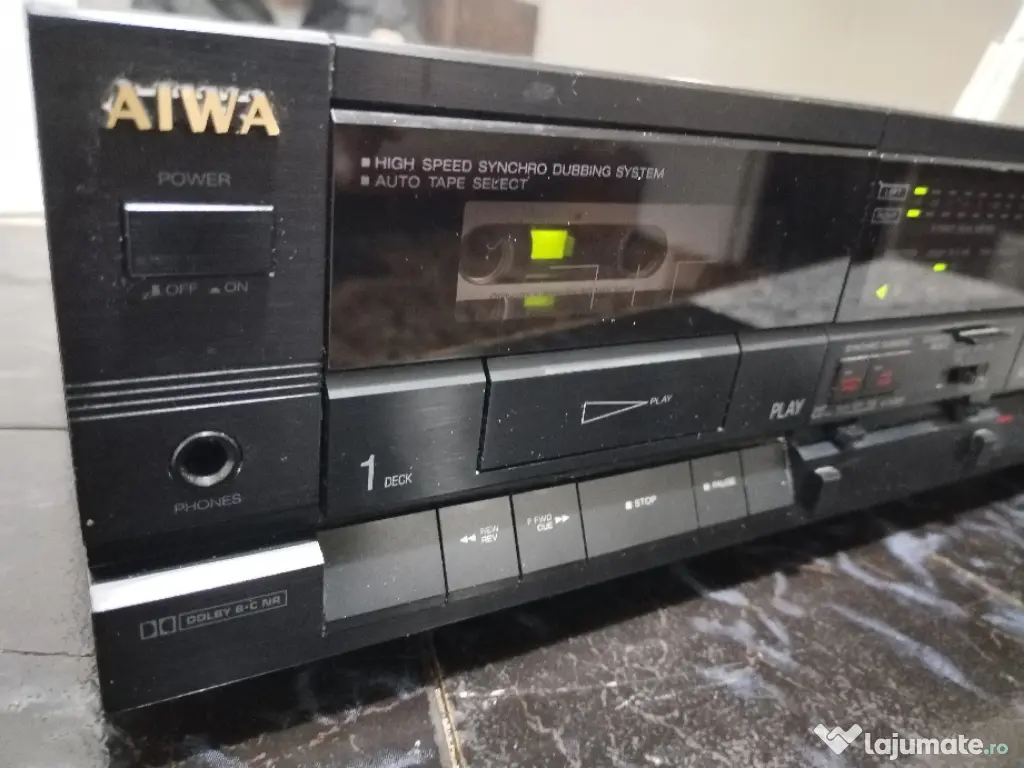 AIWA
POWER
OFF ON
HIGH SPEED SYNCHRO DUBBING SYSTEM
AUTO TAPE SELECT
PLAY
PLAY
1 DECK
PHONES
REW
REV
F FWD
CUE
STOP
PAUSE
DOLBY B-C NR
lajumate.ro